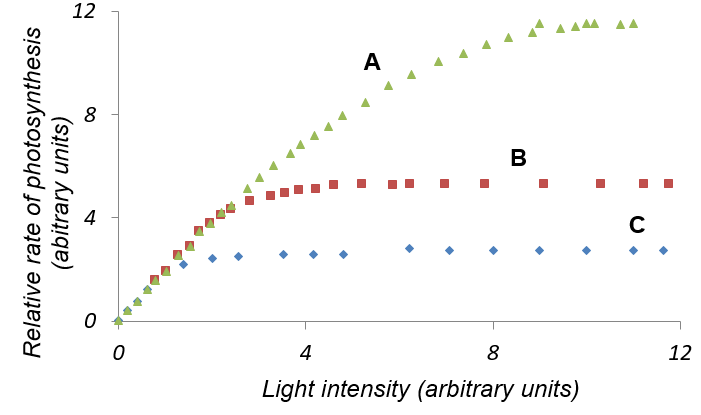 12
8
4
0
Relative rate of photosynthesis
(abitrary units)
A
B
C
0 4 8 12
Light intensity (arbitrary units)